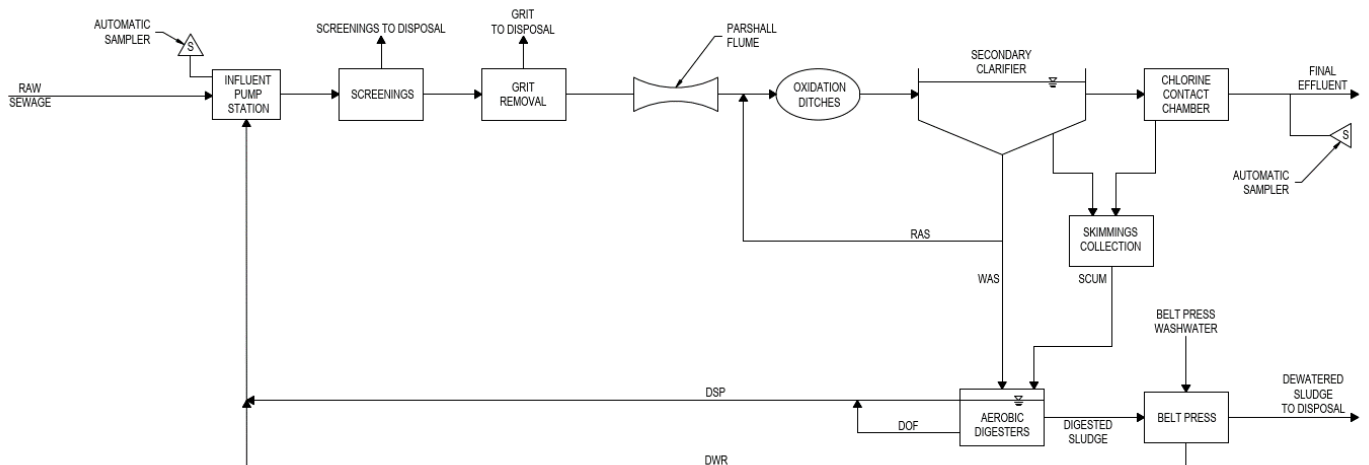 AUTOMATIC
SAMPLER
S
RAW
SEWAGE
INFLUENT
PUMP
STATION
SCREENINGS TO DISPOSAL
SCREENINGS
GRIT
TO DISPOSAL
GRIT
REMOVAL
PARSHALL
FLUME
OXIDATION
DITCHES
SECONDARY
CLARIFIER
CHLORINE
CONTACT
CHAMBER
FINAL
EFFLUENT
S
AUTOMATIC
SAMPLER
SKIMMINGS
COLLECTION
RAS
WAS
SCUM
BELT PRESS
WASHWATER
DSP
DOF
AEROBIC
DIGESTERS
DIGESTED
SLUDGE
BELT PRESS
DEWATERED
SLUDGE
TO DISPOSAL
DWR